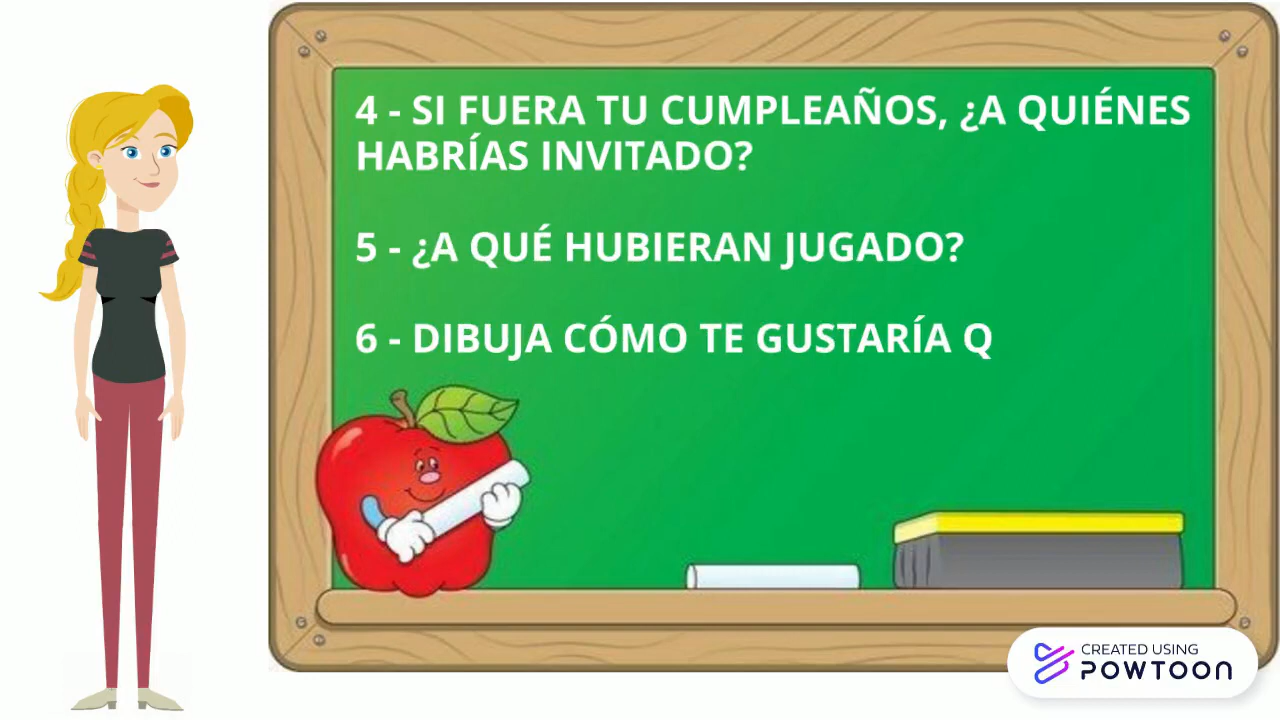 4 - SI FUERA TU CUMPLEAÑOS, ¿A QUIÉNES
HABRÍAS INVITADO?
5 - ¿A QUÉ HUBIERAN JUGADO?
6 - DIBUJA CÓMO TE GUSTARÍA Q
CREATED USING
POWTOON